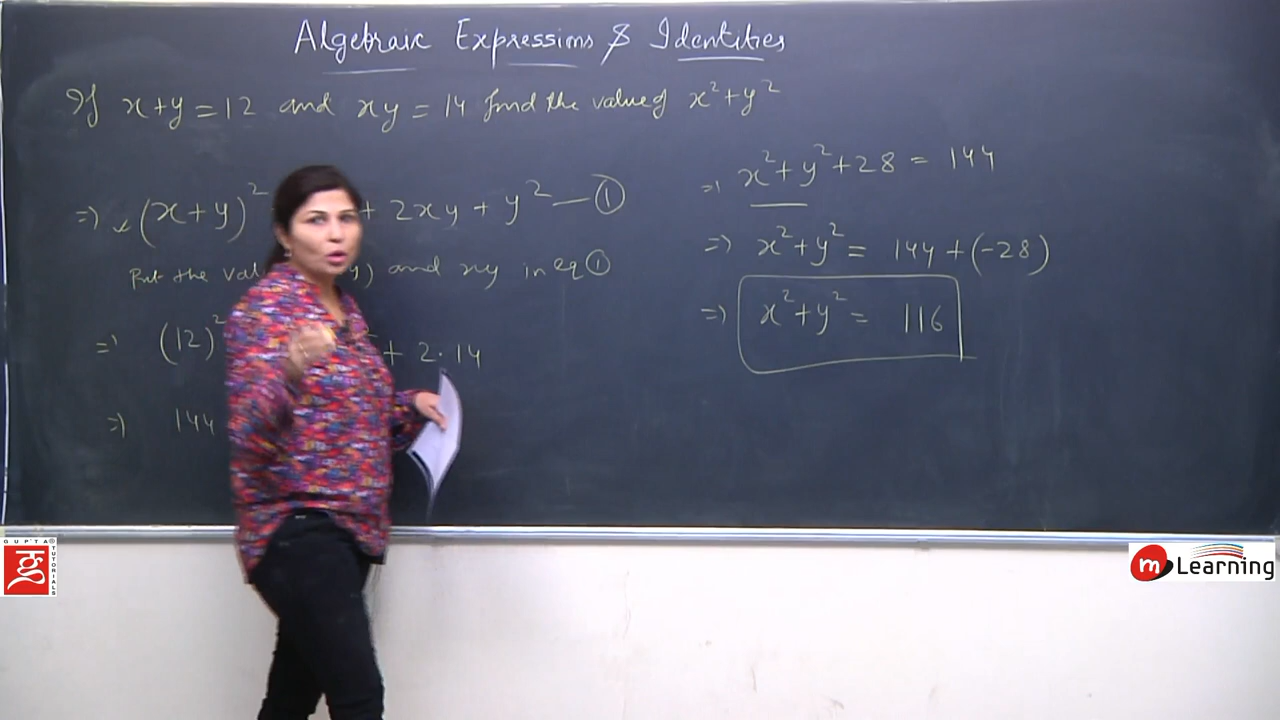 Algebraic Expressions & Identities
If x+y = 12 and xy = 14 find the value of x²+y²
=) (x+y)² + 2xy + y² — ①
Put the val y) and xy in eq ①
=) (12)² + 2·14
=) 144
=) x²+y²+28 = 144
=) x²+y² = 144+(-28)
=) x²+y² = 116
GUPTA®
TUTORIALS
ग
m Learning